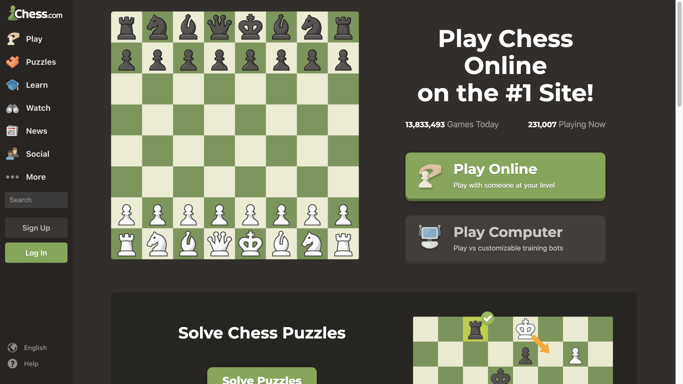 Chess.com
Play
Puzzles
Learn
Watch
News
Social
More
Search
Sign Up
Log In
English
Help
Play Chess
Online
on the #1 Site!
13,833,493 Games Today 231,007 Playing Now
Play Online
Play with someone at your level
Play Computer
Play vs customizable training bots
Solve Chess Puzzles
Solve Puzzles